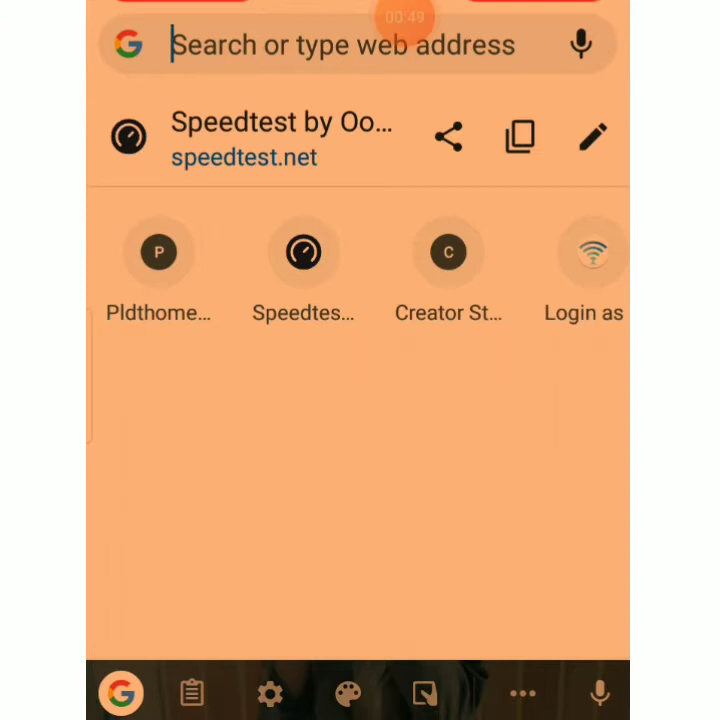 00:49
Search or type web address
Speedtest by Oo...
speedtest.net
P
C
Pldthome...
Speedtes...
Creator St...
Login as